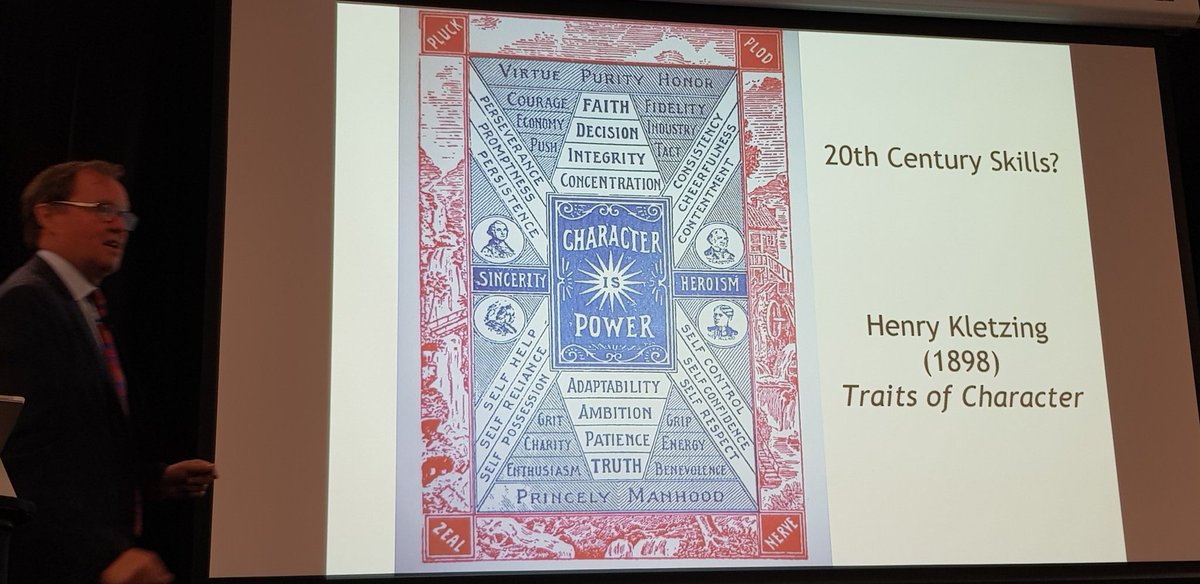 PLUCK
PLOD
VIRTUE PURITY HONOR
COURAGE
ECONOMY
PUSH
FAITH
DECISION
INTEGRITY
CONCENTRATION
FIDELITY
INDUSTRY
TACT
PERSEVERANCE
PROMPTNESS
PERSISTENCE
CONSISTENCY
CHEERFULNESS
CONTENTMENT
SINCERITY
CHARACTER
IS
POWER
HEROISM
SELF HELP
SELF RELIANCE
SELF POSSESSION
SELF CONTROL
SELF CONFIDENCE
SELF RESPECT
ADAPTABILITY
AMBITION
PATIENCE
TRUTH
GRIT
CHARITY
ENTHUSIASM
GRIP
ENERGY
BENEVOLENCE
PRINCELY MANHOOD
ZEAL
NERVE
20th Century Skills?
Henry Kletzing
(1898)
Traits of Character